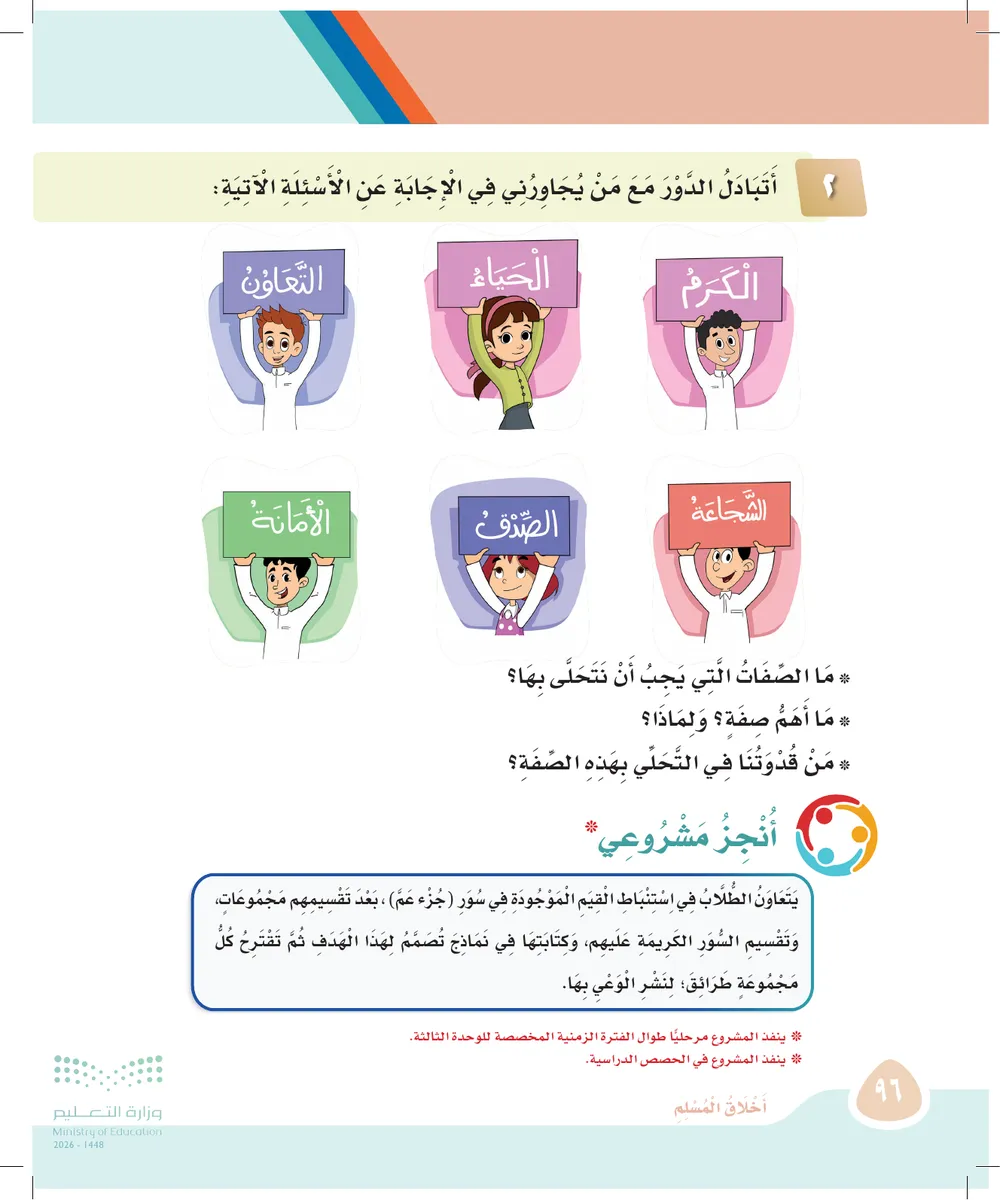 ٢
أَتَبَادَلُ الدَّوْرَ مَعَ مَنْ يُجَاوِرُنِي فِي الْإِجَابَةِ عَنِ الْأَسْئِلَةِ الْآتِيَةِ:
الْكَرَمُ
الْحَيَاءُ
التَّعَاوُنُ
الشَّجَاعَةُ
الصِّدْقُ
الْأَمَانَةُ
* مَا الصِّفَاتُ الَّتِي يَجِبُ أَنْ نَتَحَلَّى بِهَا؟
* مَا أَهَمُّ صِفَةٍ؟ وَلِمَاذَا؟
* مَنْ قُدْوَتُنَا فِي التَّحَلِّي بِهَذِهِ الصِّفَةِ؟
أُنْجِزُ مَشْرُوعِي*
يَتَعَاوَنُ الطُّلَّابُ فِي اِسْتِنْبَاطِ الْقِيَمِ الْمَوْجُودَةِ فِي سُوَرِ (جُزْء عَمَّ)، بَعْدَ تَقْسِيمِهِم مَجْمُوعَاتٍ،
وَتَقْسِيمِ السُّوَرِ الكَرِيمَةِ عَلَيهِم، وَكِتَابَتِهَا فِي نَمَاذِجَ تُصَمَّمُ لِهَذَا الْهَدَفِ ثُمَّ تَقْتَرِحُ كُلُّ
مَجْمُوعَةٍ طَرَائِقَ؛ لِنَشْرِ الْوَعْيِ بِهَا.
* ينفذ المشروع مرحليًّا طوال الفترة الزمنية المخصصة للوحدة الثالثة.
* ينفذ المشروع في الحصص الدراسية.
أَخْلَاقُ الْمُسْلِمِ
٩٦
وزارة التعـــليم
Ministry of Education
2026 - 1448